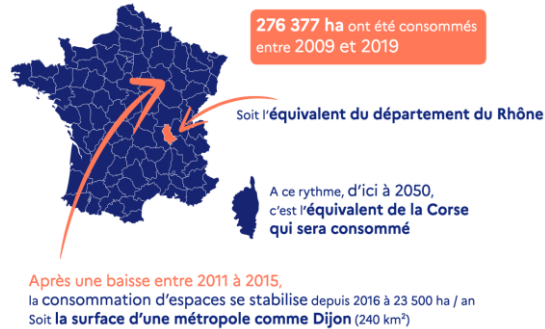 276 377 ha ont été consommés
entre 2009 et 2019
Soit l'équivalent du département du Rhône
A ce rythme, d'ici à 2050,
c'est l'équivalent de la Corse
qui sera consommé
Après une baisse entre 2011 à 2015,
la consommation d'espaces se stabilise depuis 2016 à 23 500 ha / an
Soit la surface d'une métropole comme Dijon (240 km²)